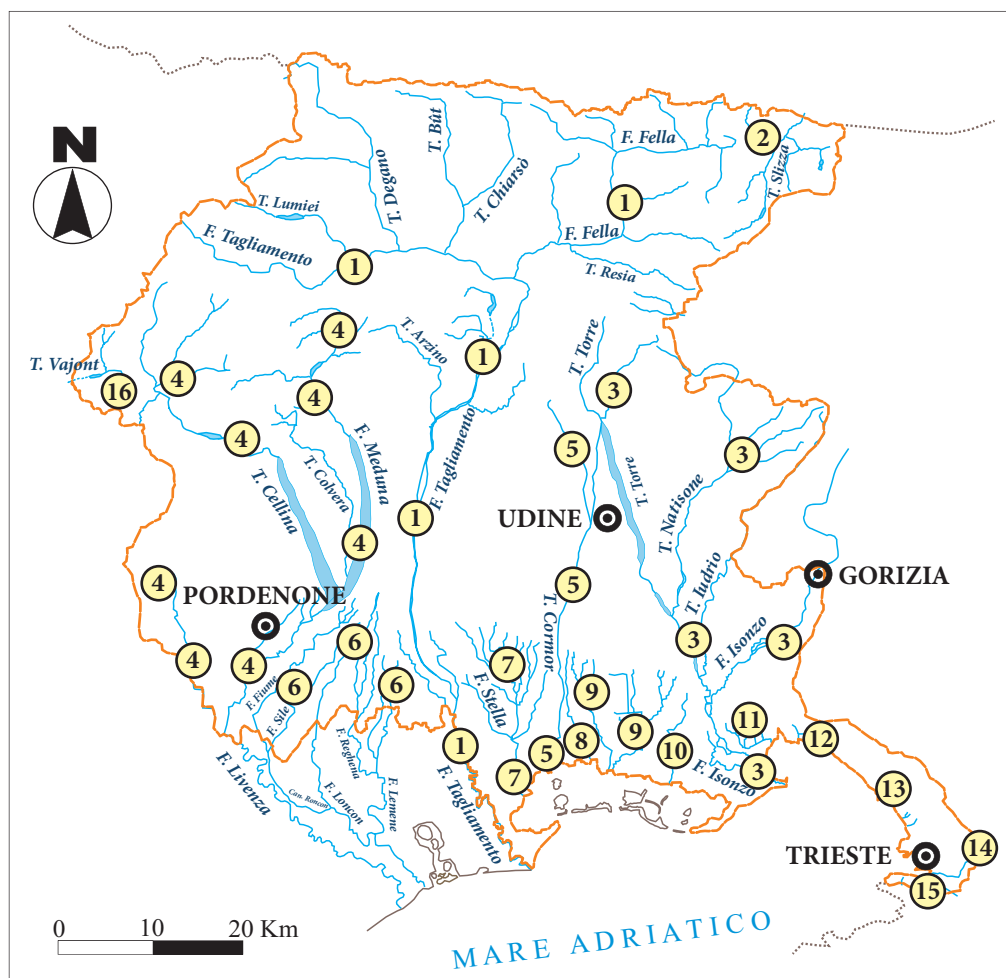 N
T. Bût
F. Fella
2
T. Degano
T. Slizza
T. Chiarsò
T. Lumiei
1
F. Tagliamento
F. Fella
1
T. Resia
4
T. Arzino
T. Torre
1
T. Vajont
4
16
4
3
F. Tagliamento
4
F. Meduna
5
3
T. Colvera
T. Torre
T. Cellina
T. Natisone
1
UDINE
4
4
PORDENONE
5
T. Iudrio
GORIZIA
T. Cormor
6
3
F. Isonzo
3
4
4
7
6
6
F. Fiume
F. Stella
9
F. Sile
11
9
8
10
12
1
5
F. Reghena
F. Livenza
7
F. Isonzo
3
Can. Roncon
F. Loncon
F. Lemene
F. Tagliamento
13
TRIESTE
14
15
0 10 20 Km
MARE ADRIATICO